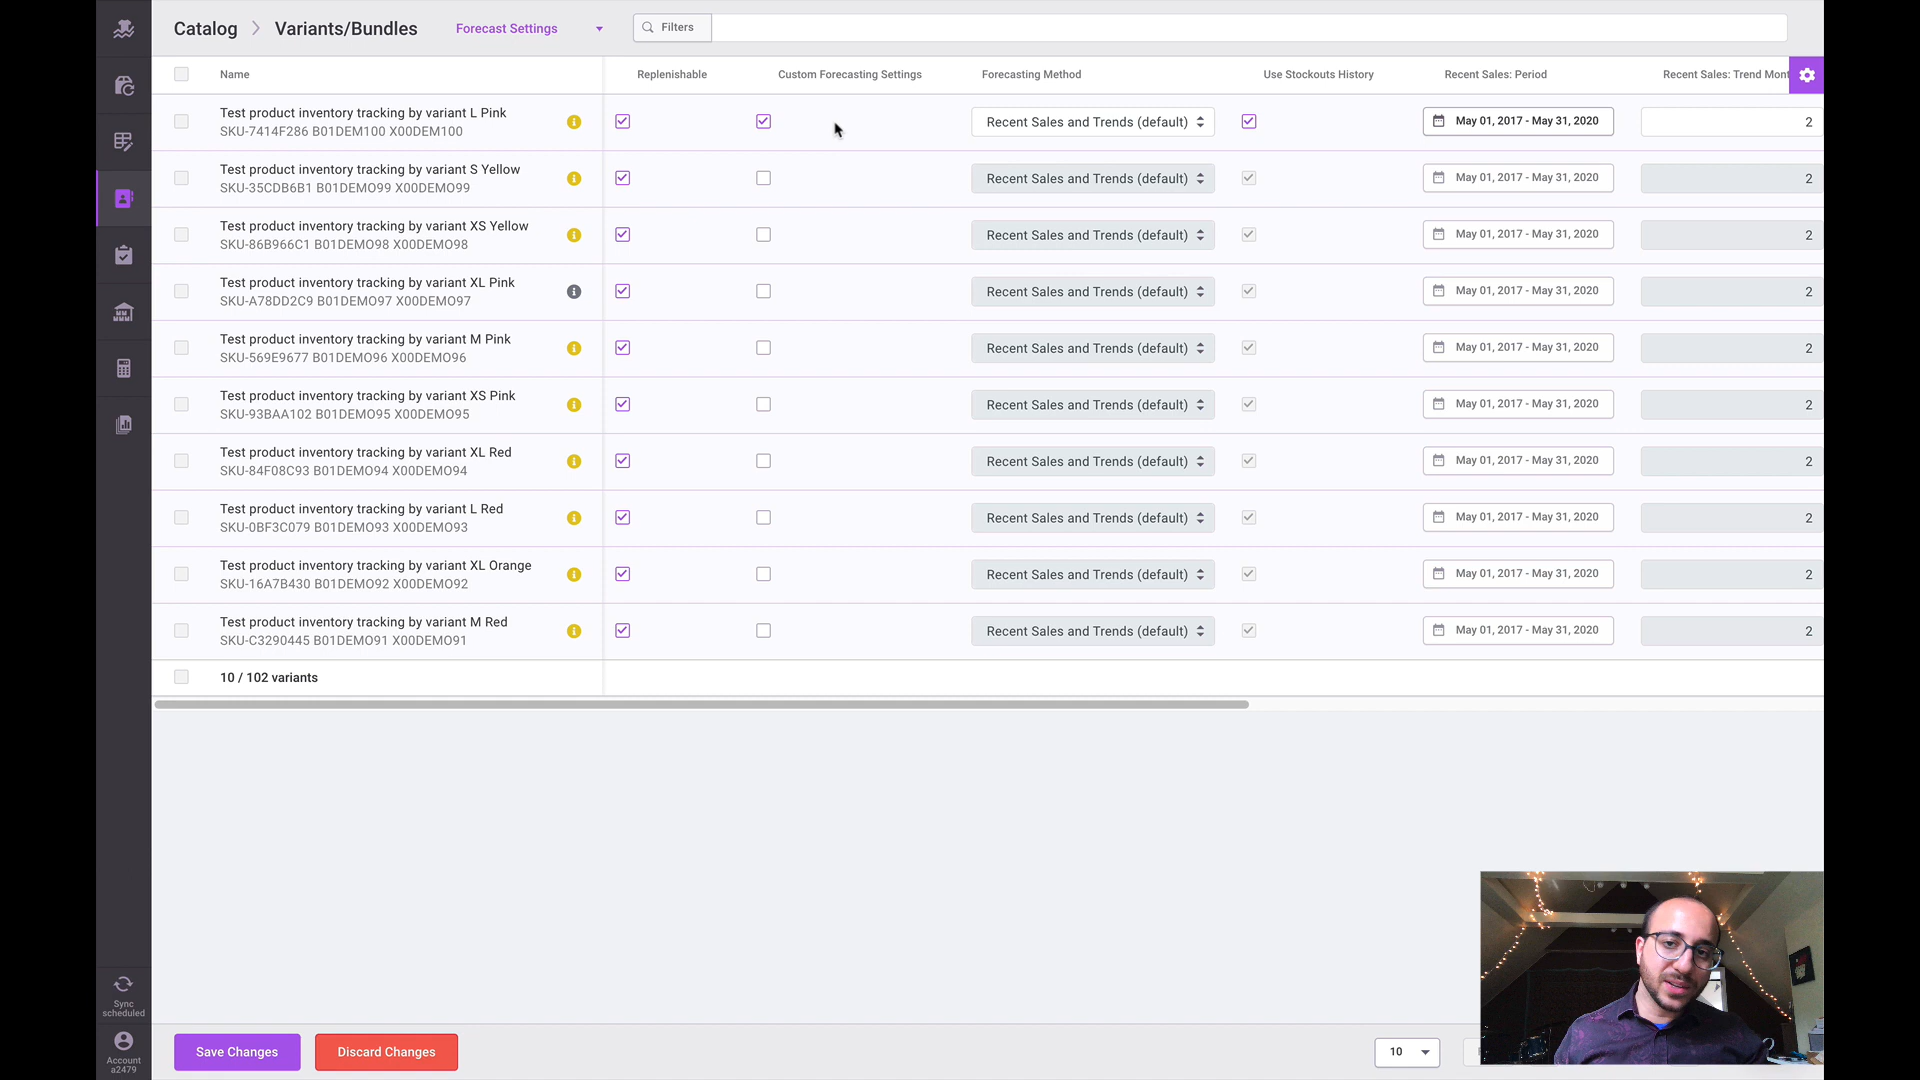 Catalog > Variants/Bundles Forecast Settings Filters
Name Replenishable Custom Forecasting Settings Forecasting Method Use Stockouts History Recent Sales: Period Recent Sales: Trend Mont
Test product inventory tracking by variant L Pink
SKU-7414F286 B01DEM100 X00DEM100
Recent Sales and Trends (default) May 01, 2017 - May 31, 2020 2
Test product inventory tracking by variant S Yellow
SKU-35CDB6B1 B01DEMO99 X00DEMO99
Recent Sales and Trends (default) May 01, 2017 - May 31, 2020 2
Test product inventory tracking by variant XS Yellow
SKU-86B966C1 B01DEMO98 X00DEMO98
Recent Sales and Trends (default) May 01, 2017 - May 31, 2020 2
Test product inventory tracking by variant XL Pink
SKU-A78DD2C9 B01DEMO97 X00DEMO97
Recent Sales and Trends (default) May 01, 2017 - May 31, 2020 2
Test product inventory tracking by variant M Pink
SKU-569E9677 B01DEMO96 X00DEMO96
Recent Sales and Trends (default) May 01, 2017 - May 31, 2020 2
Test product inventory tracking by variant XS Pink
SKU-93BAA102 B01DEMO95 X00DEMO95
Recent Sales and Trends (default) May 01, 2017 - May 31, 2020 2
Test product inventory tracking by variant XL Red
SKU-84F08C93 B01DEMO94 X00DEMO94
Recent Sales and Trends (default) May 01, 2017 - May 31, 2020 2
Test product inventory tracking by variant L Red
SKU-0BF3C079 B01DEMO93 X00DEMO93
Recent Sales and Trends (default) May 01, 2017 - May 31, 2020 2
Test product inventory tracking by variant XL Orange
SKU-16A7B430 B01DEMO92 X00DEMO92
Recent Sales and Trends (default) May 01, 2017 - May 31, 2020 2
Test product inventory tracking by variant M Red
SKU-C3290445 B01DEMO91 X00DEMO91
Recent Sales and Trends (default) May 01, 2017 - May 31, 2020 2
10 / 102 variants
Sync
scheduled
Account
a2479
Save Changes Discard Changes 10